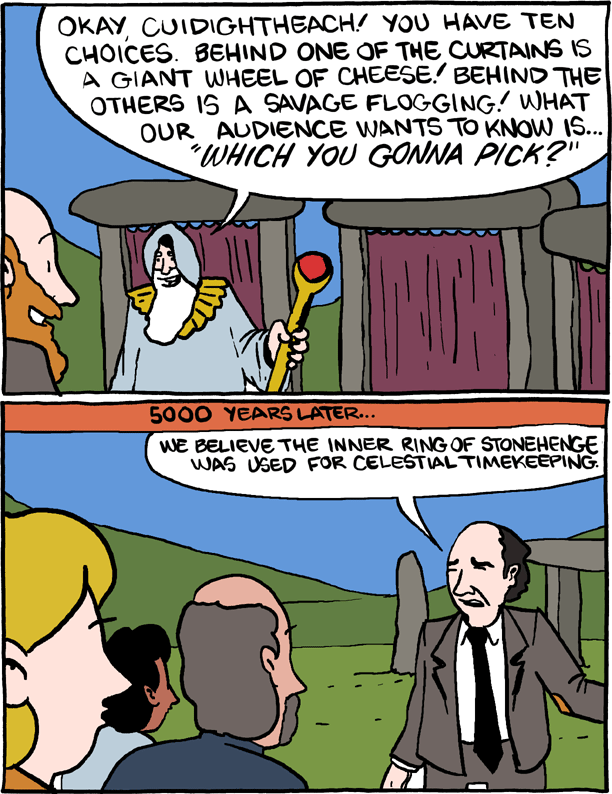 OKAY, CUIDIGHTHEACH! YOU HAVE TEN
CHOICES. BEHIND ONE OF THE CURTAINS IS
A GIANT WHEEL OF CHEESE! BEHIND THE
OTHERS IS A SAVAGE FLOGGING! WHAT
OUR AUDIENCE WANTS TO KNOW IS...
"WHICH YOU GONNA PICK?"
5000 YEARS LATER...
WE BELIEVE THE INNER RING OF STONEHENGE
WAS USED FOR CELESTIAL TIMEKEEPING.